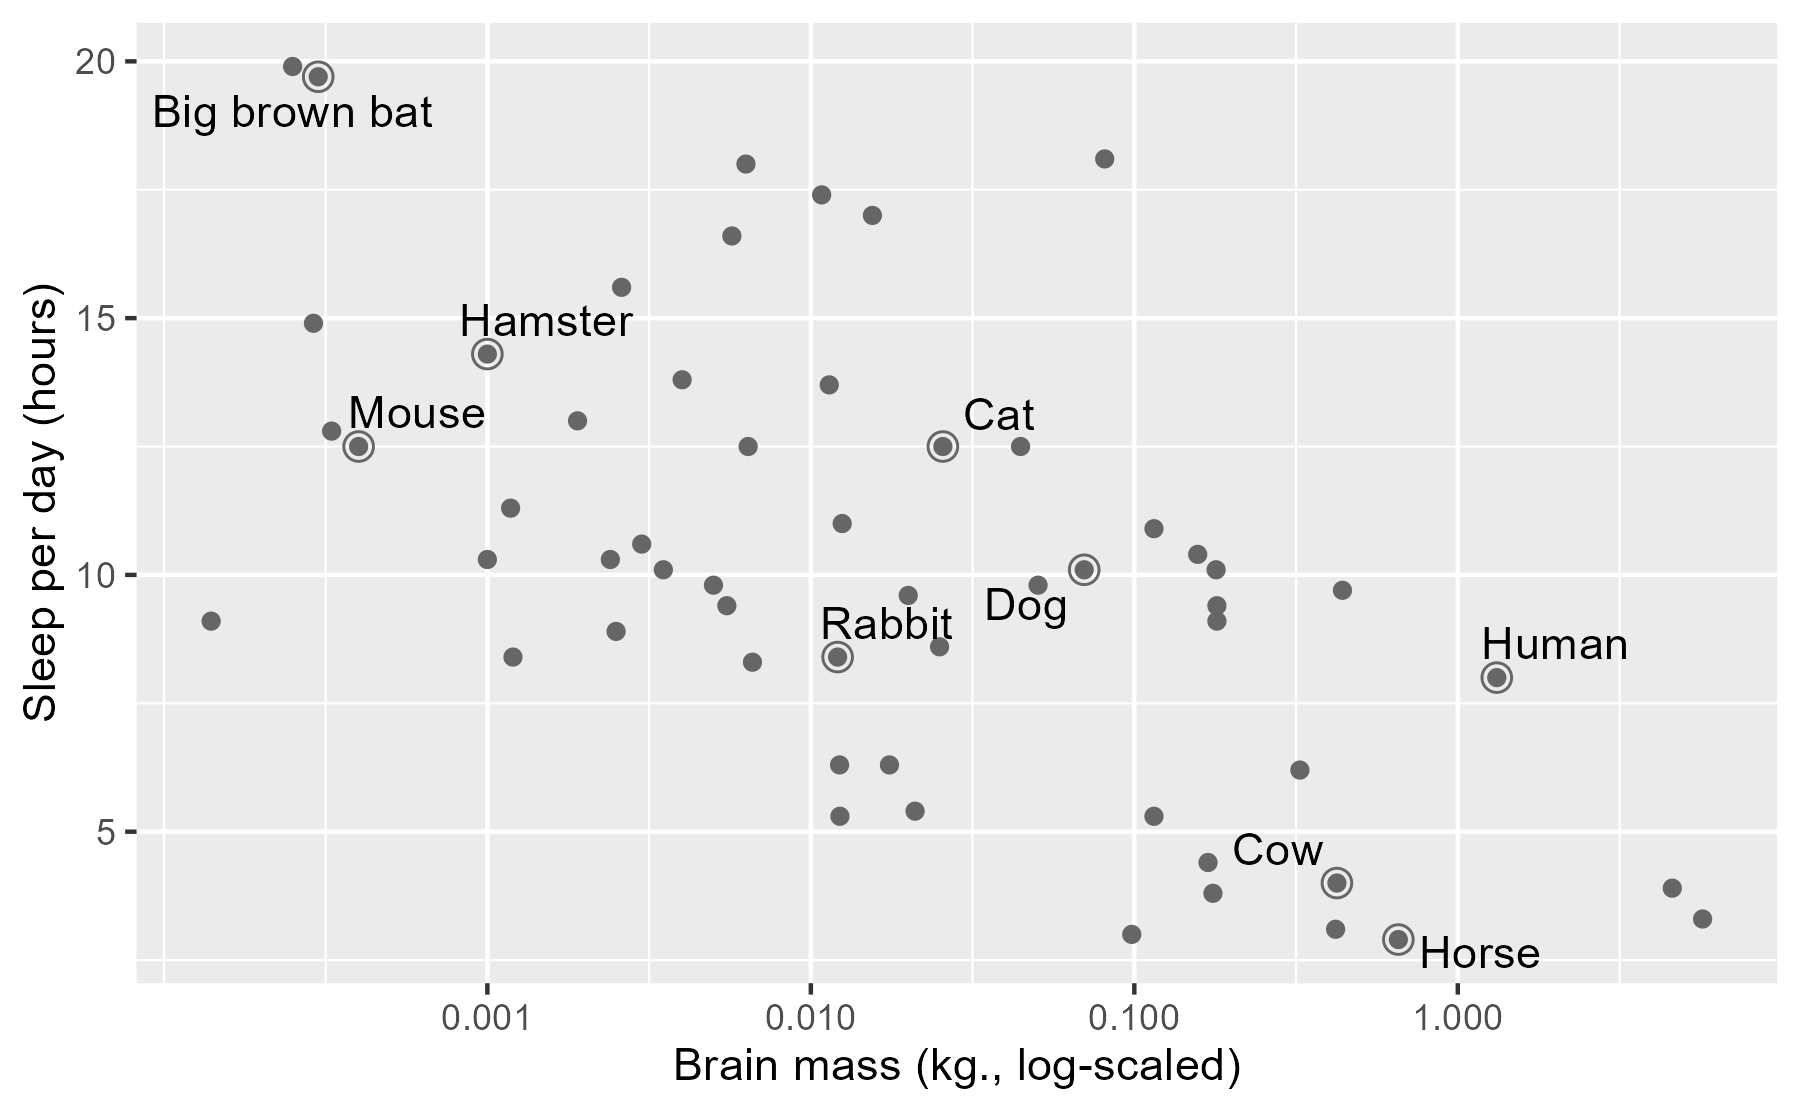 20
Big brown bat
Hamster
15
Mouse
Cat
10
Dog
Rabbit
Human
5
Cow
Horse
Sleep per day (hours)
0.001 0.010 0.100 1.000
Brain mass (kg., log-scaled)